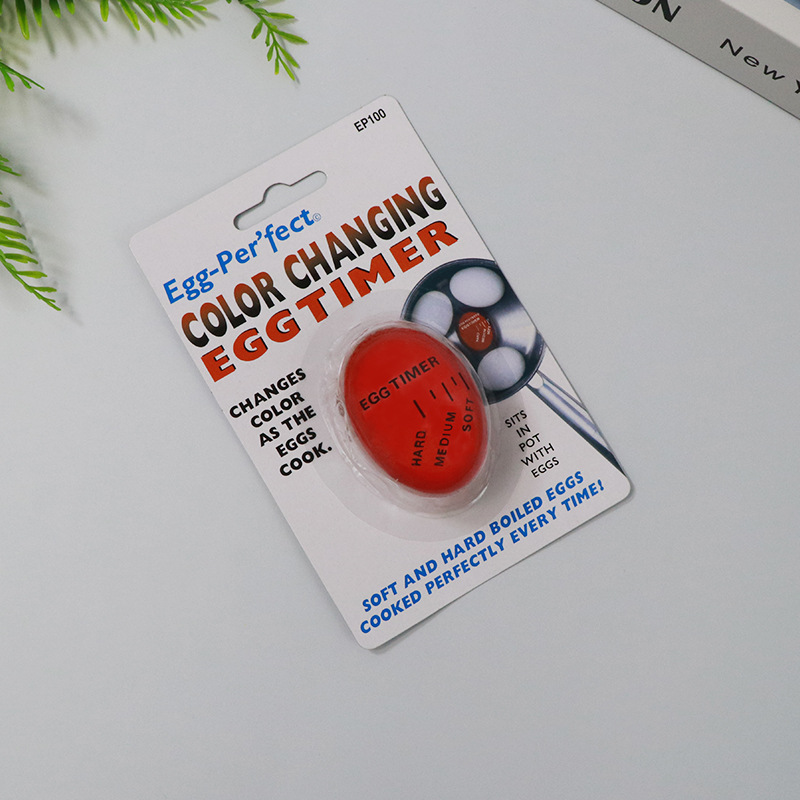 ON
New Y
EP100
Egg-Per'fect©
COLOR CHANGING
EGGTIMER
CHANGES
COLOR
AS THE
EGGS
COOK.
EGG TIMER
HARD
MEDIUM
SOFT
SITS
IN
POT
WITH
EGGS
SOFT AND HARD BOILED EGGS
COOKED PERFECTLY EVERY TIME!